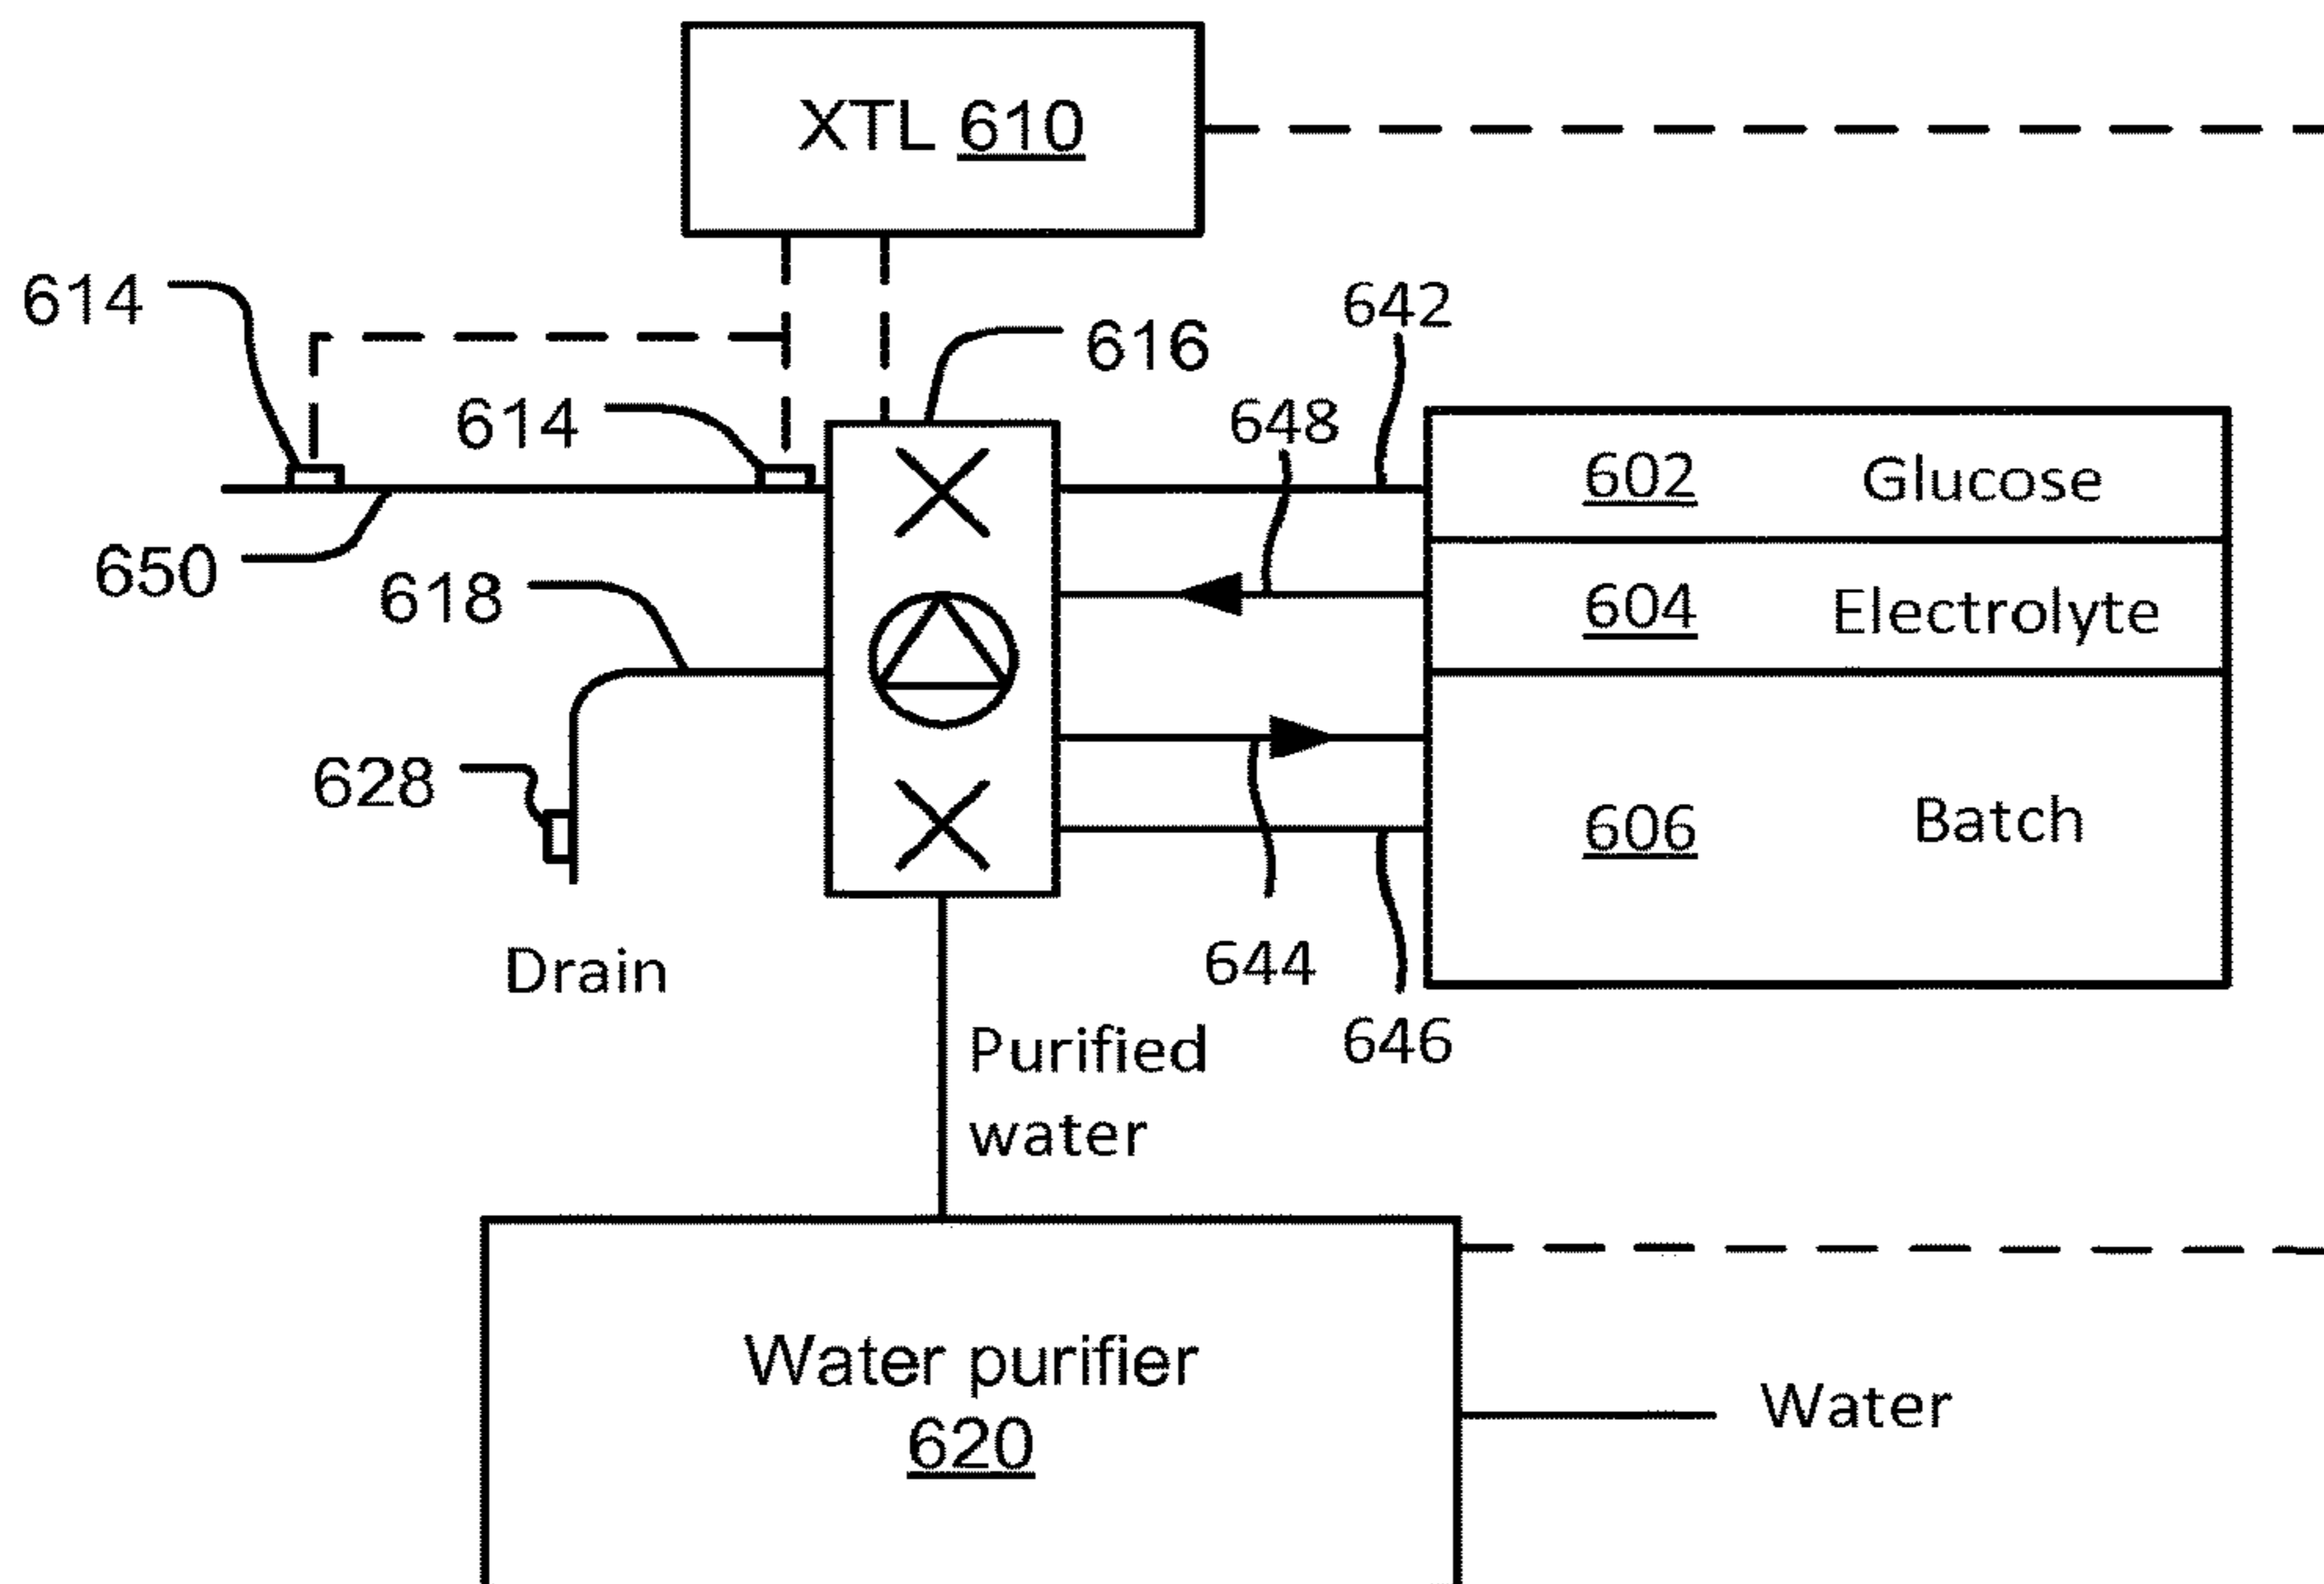 XTL 610
614
642
616
614
648
602 Glucose
650
618
604 Electrolyte
628
606 Batch
Drain
644
646
Purified
water
Water purifier
620
Water